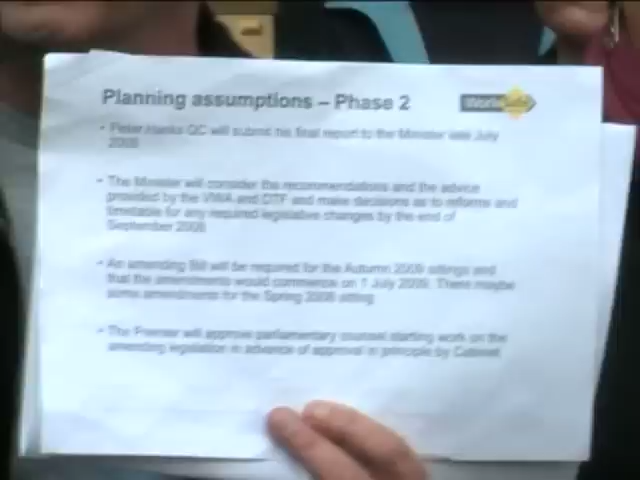 Planning assumptions – Phase 2
WorkSafe
• Peter Hanks QC will submit his final report to the Minister late July
2008
• The Minister will consider the recommendations and the advice
provided by the VWA and DTF and make decisions as to reforms and
timetable for any required legislative changes by the end of
September 2008
• An amending Bill will be required for the Autumn 2009 sittings and
that the amendments would commence on 1 July 2009. There maybe
some amendments for the Spring 2008 sitting
• The Premier will approve parliamentary counsel starting work on the
amending legislation in advance of approval in principle by Cabinet